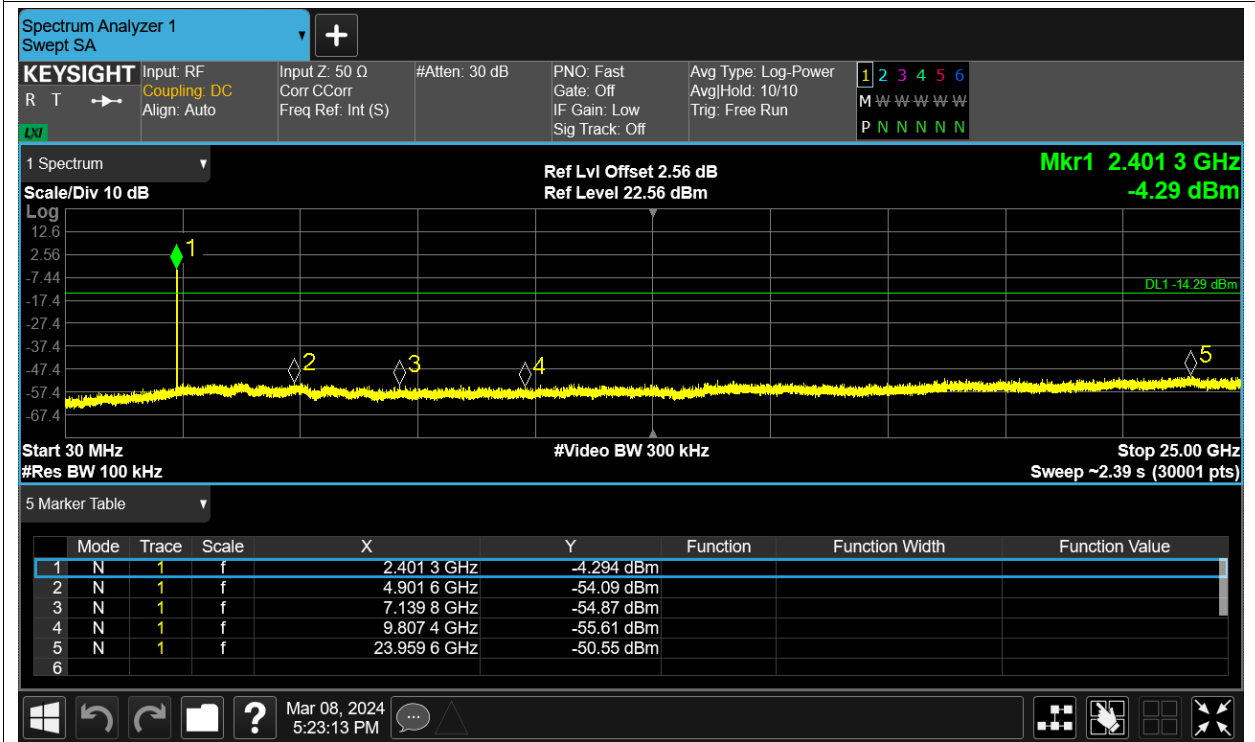 Spectrum Analyzer 1
Swept SA
+
KEYSIGHT
R T
LXI
Input: RF
Coupling: DC
Align: Auto
Input Z: 50 Ω
Corr CCorr
Freq Ref: Int (S)
#Atten: 30 dB
PNO: Fast
Gate: Off
IF Gain: Low
Sig Track: Off
Avg Type: Log-Power
Avg|Hold: 10/10
Trig: Free Run
1 2 3 4 5 6
M W W W W W
P N N N N N
1 Spectrum
Scale/Div 10 dB
Ref Lvl Offset 2.56 dB
Ref Level 22.56 dBm
Mkr1 2.401 3 GHz
-4.29 dBm
Log
12.6
2.56
-7.44
-17.4
-27.4
-37.4
-47.4
-57.4
-67.4
1
2
3
4
5
DL1 -14.29 dBm
Start 30 MHz
#Video BW 300 kHz
Stop 25.00 GHz
#Res BW 100 kHz
Sweep ~2.39 s (30001 pts)
5 Marker Table
Mode Trace Scale X Y Function Function Width Function Value
1 N 1 f 2.401 3 GHz -4.294 dBm
2 N 1 f 4.901 6 GHz -54.09 dBm
3 N 1 f 7.139 8 GHz -54.87 dBm
4 N 1 f 9.807 4 GHz -55.61 dBm
5 N 1 f 23.959 6 GHz -50.55 dBm
6
?
Mar 08, 2024
5:23:13 PM